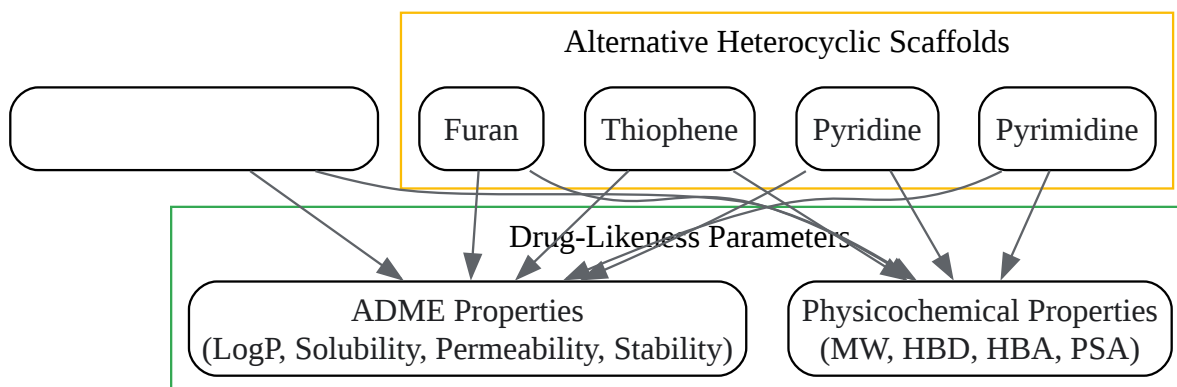 Alternative Heterocyclic Scaffolds
Furan
Thiophene
Pyridine
Pyrimidine
Drug-Likeness Parameters
ADME Properties
(LogP, Solubility, Permeability, Stability)
Physicochemical Properties
(MW, HBD, HBA, PSA)